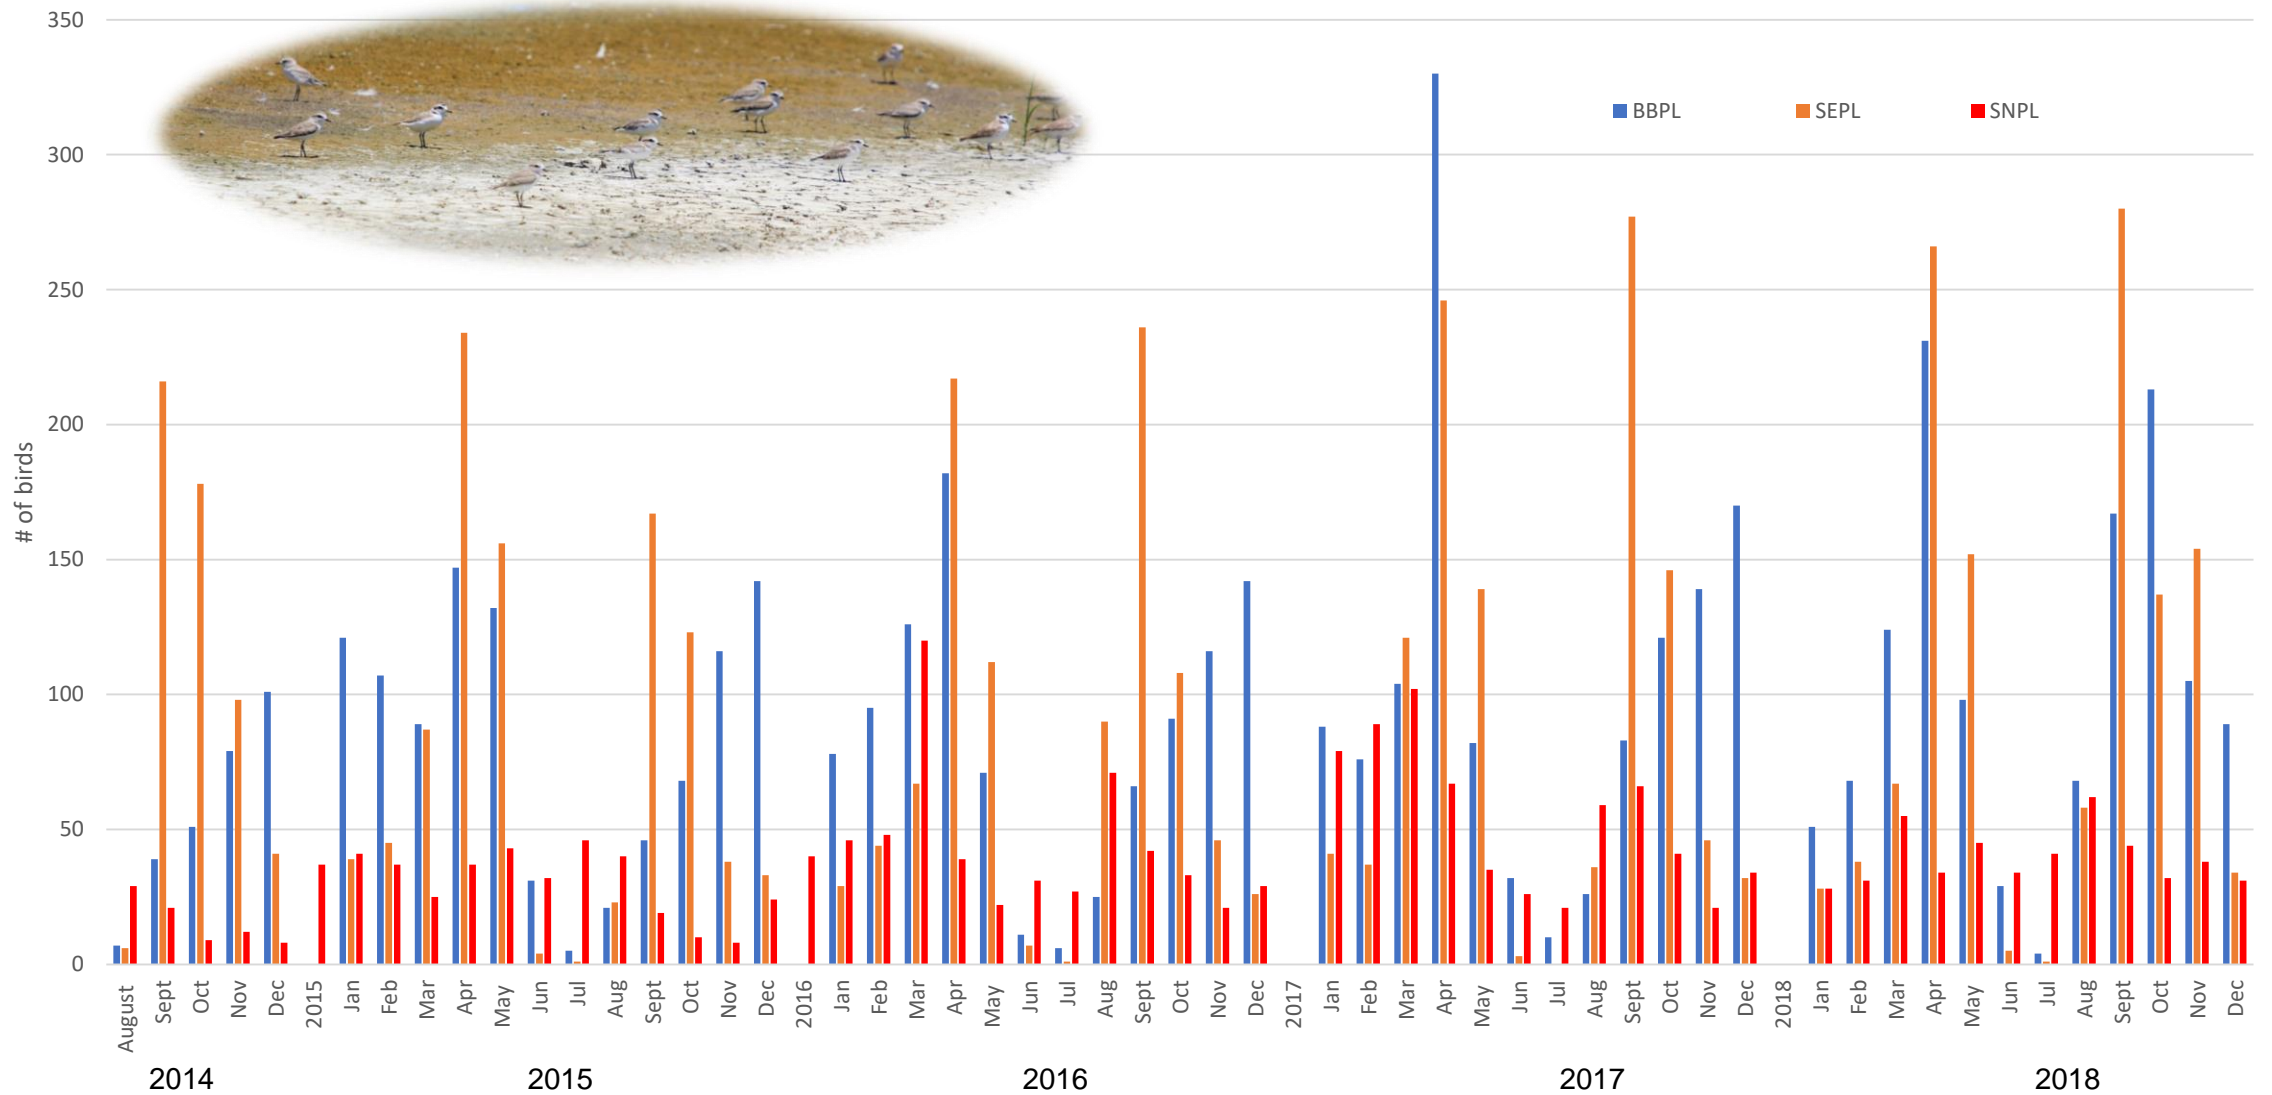 350
300
250
200
150
100
50
0
# of birds
BBPL SEPL SNPL
August Sept Oct Nov Dec 2015 Jan Feb Mar Apr May Jun Jul Aug Sept Oct Nov Dec 2016 Jan Feb Mar Apr May Jun Jul Aug Sept Oct Nov Dec 2017 Jan Feb Mar Apr May Jun Jul Aug Sept Oct Nov Dec 2018 Jan Feb Mar Apr May Jun Jul Aug Sept Oct Nov Dec
2014 2015 2016 2017 2018